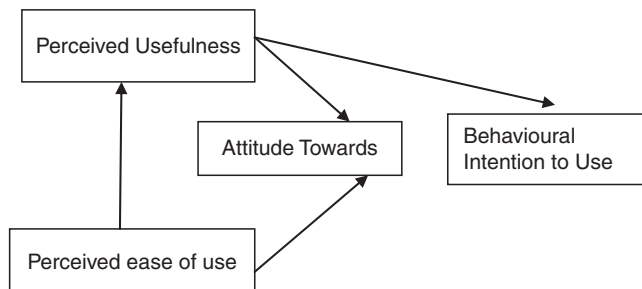 Perceived Usefulness
Attitude Towards
Behavioural
Intention to Use
Perceived ease of use